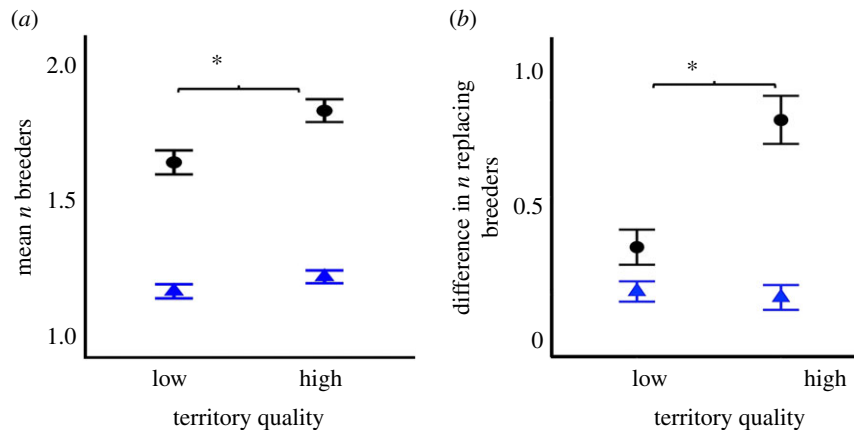 (a)
*
2.0
1.5
1.0
mean n breeders
low high
territory quality
(b)
*
1.0
0.5
0
difference in n replacing
breeders
low high
territory quality